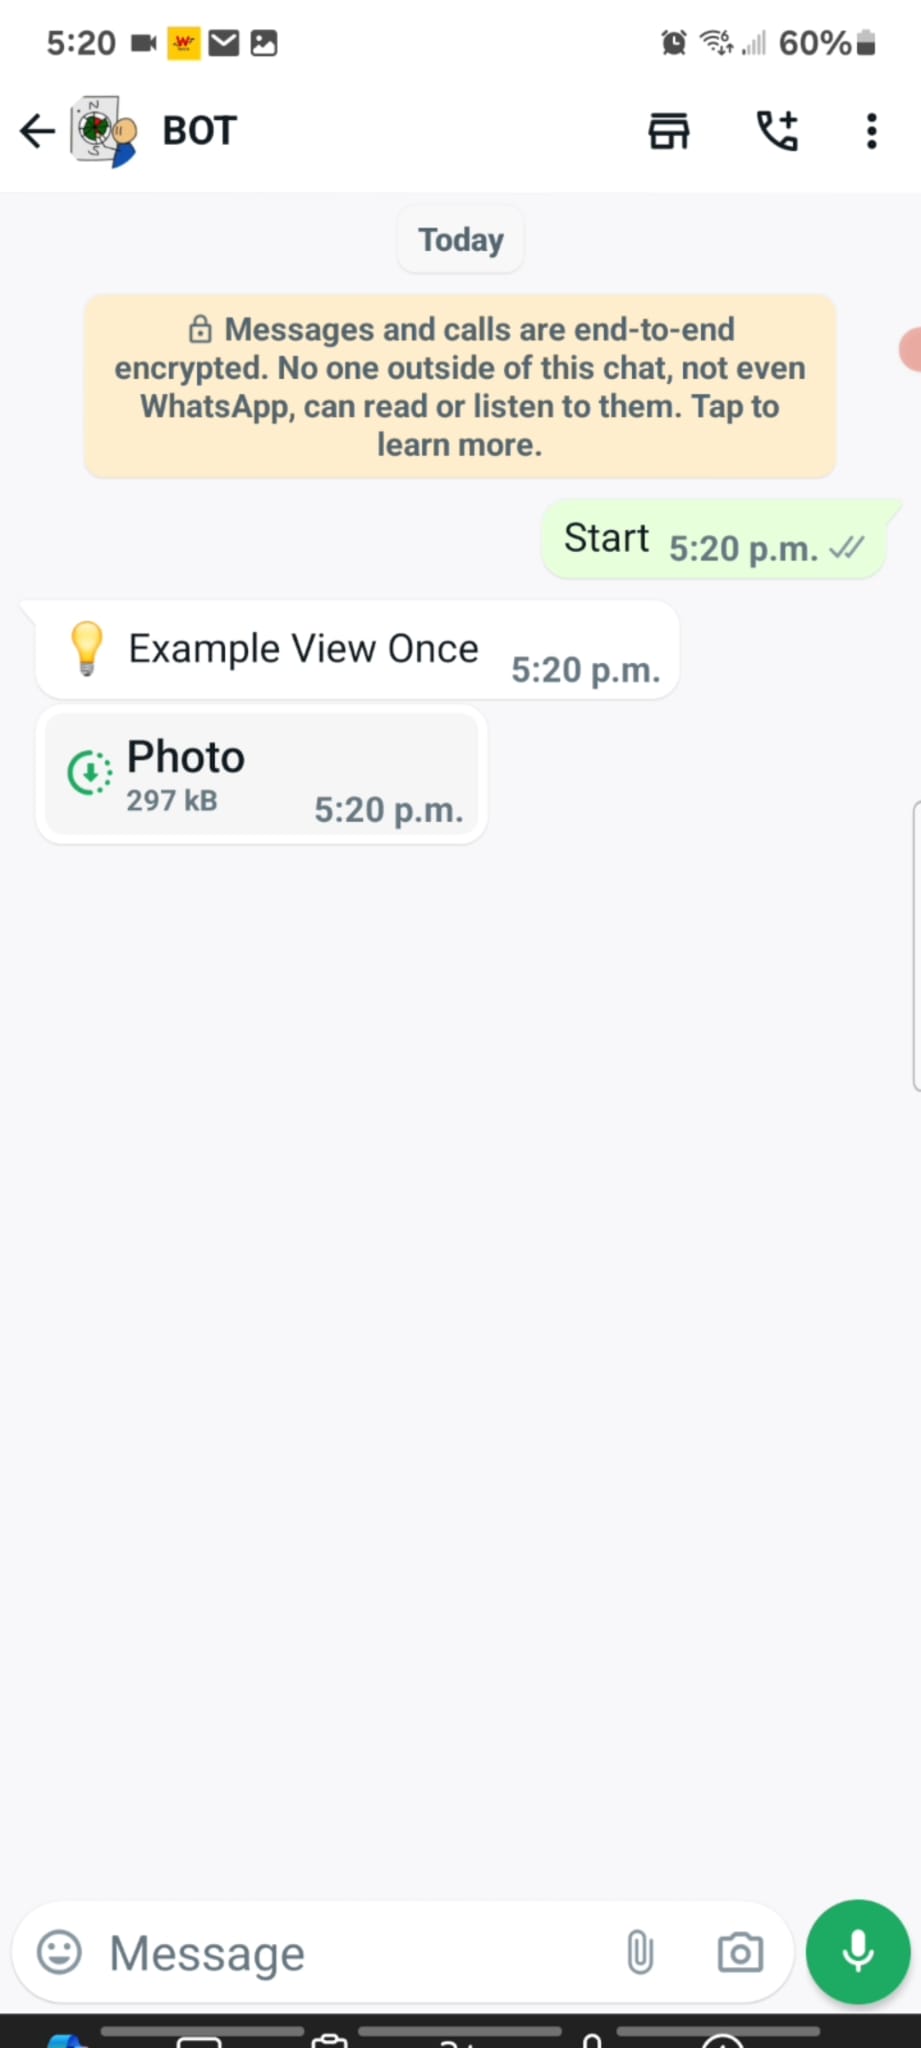 5:20
60%
BOT
Today
Messages and calls are end-to-end
encrypted. No one outside of this chat, not even
WhatsApp, can read or listen to them. Tap to
learn more.
Start 5:20 p.m.
💡 Example View Once 5:20 p.m.
Photo
297 kB 5:20 p.m.
Message